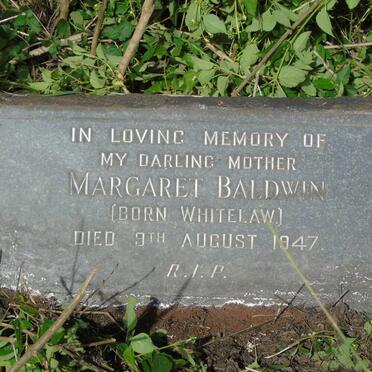 IN LOVING MEMORY OF
MY DARLING MOTHER
MARGARET BALDWIN
(BORN WHITELAW)
DIED 9TH AUGUST 1947.
R.I.P.